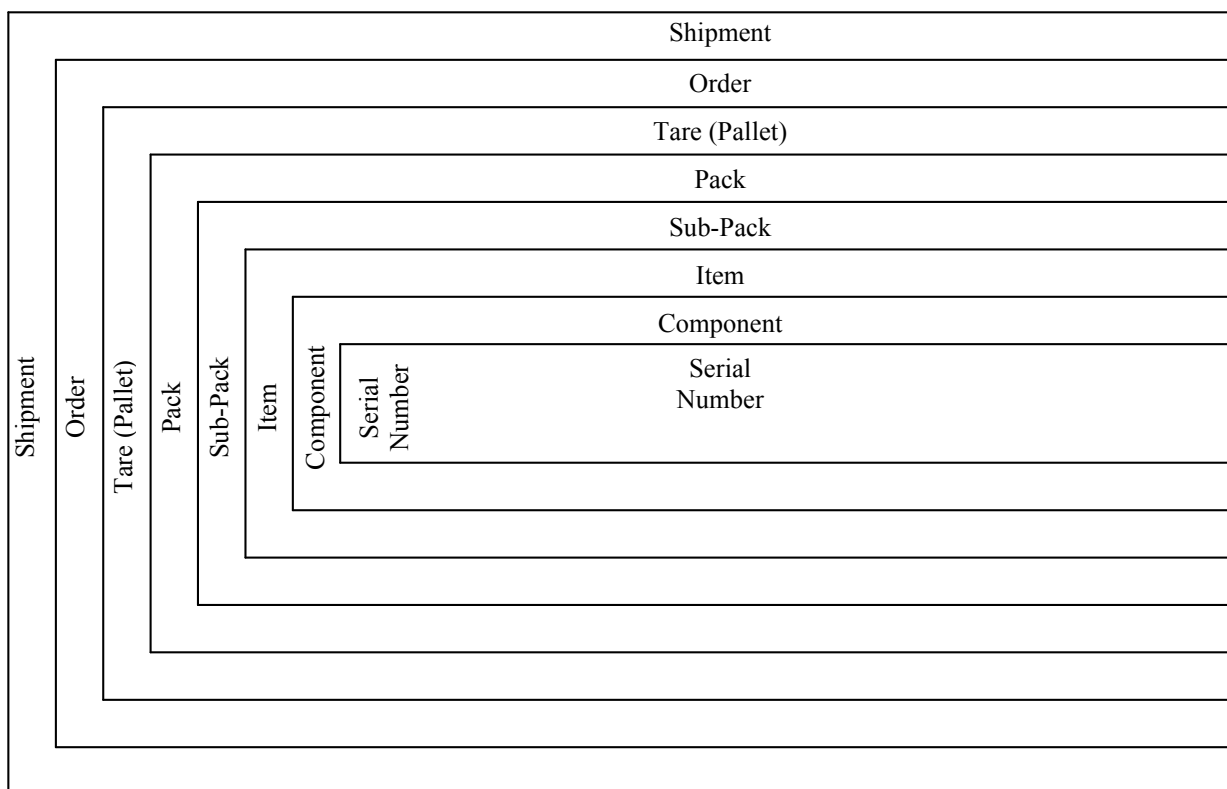 Shipment
Order
Tare (Pallet)
Pack
Sub-Pack
Item
Component
Serial
Number
Shipment
Order
Tare (Pallet)
Pack
Sub-Pack
Item
Component
Serial
Number